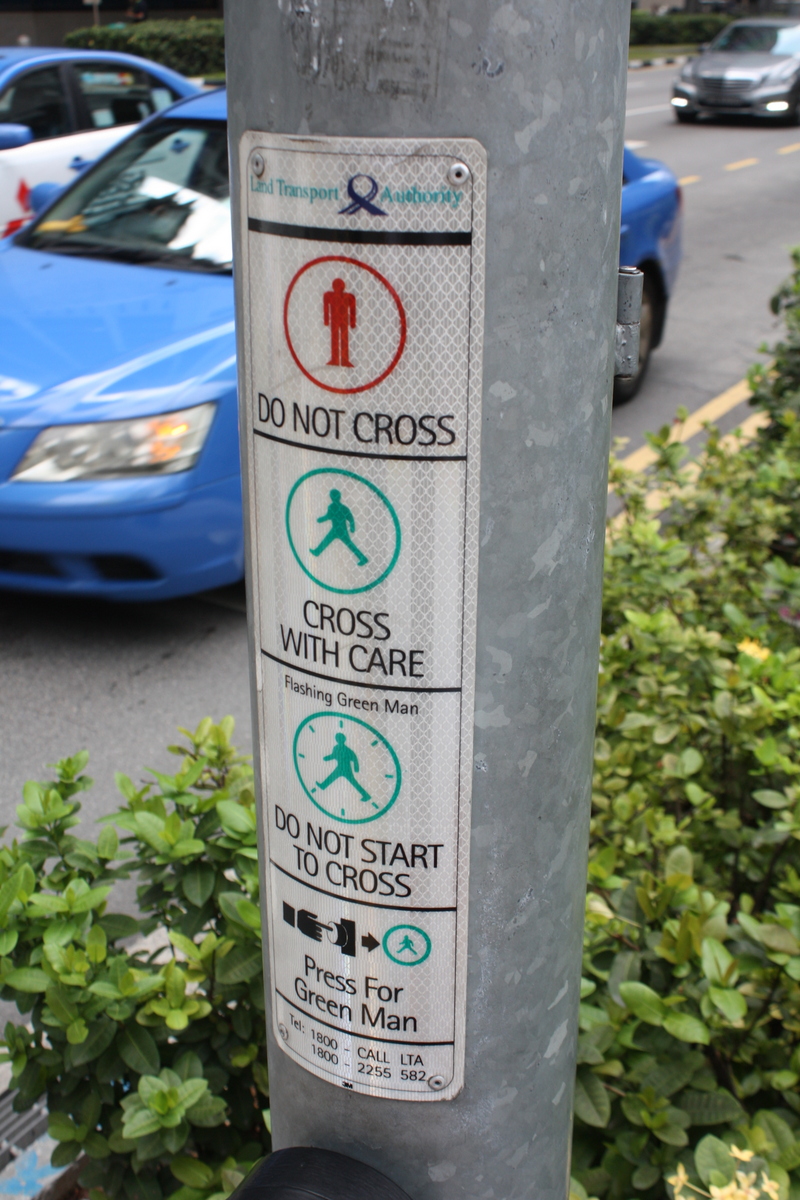 Land Transport Authority
DO NOT CROSS
CROSS
WITH CARE
Flashing Green Man
DO NOT START
TO CROSS
Press For
Green Man
Tel: 1800 - CALL LTA
1800 - 2255 582
3M